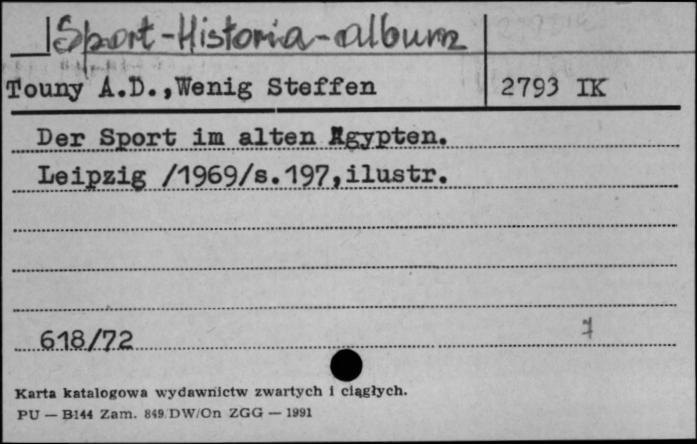 Sport-Historia-album
Touny A.D.,Wenig Steffen
2793 IK
Der Sport im alten Ägypten.
Leipzig /1969/s.197,ilustr.
618/72
Karta katalogowa wydawnictw zwartych i ciągłych.
PU — B144 Zam. 849/DW/On ZGG — 1991